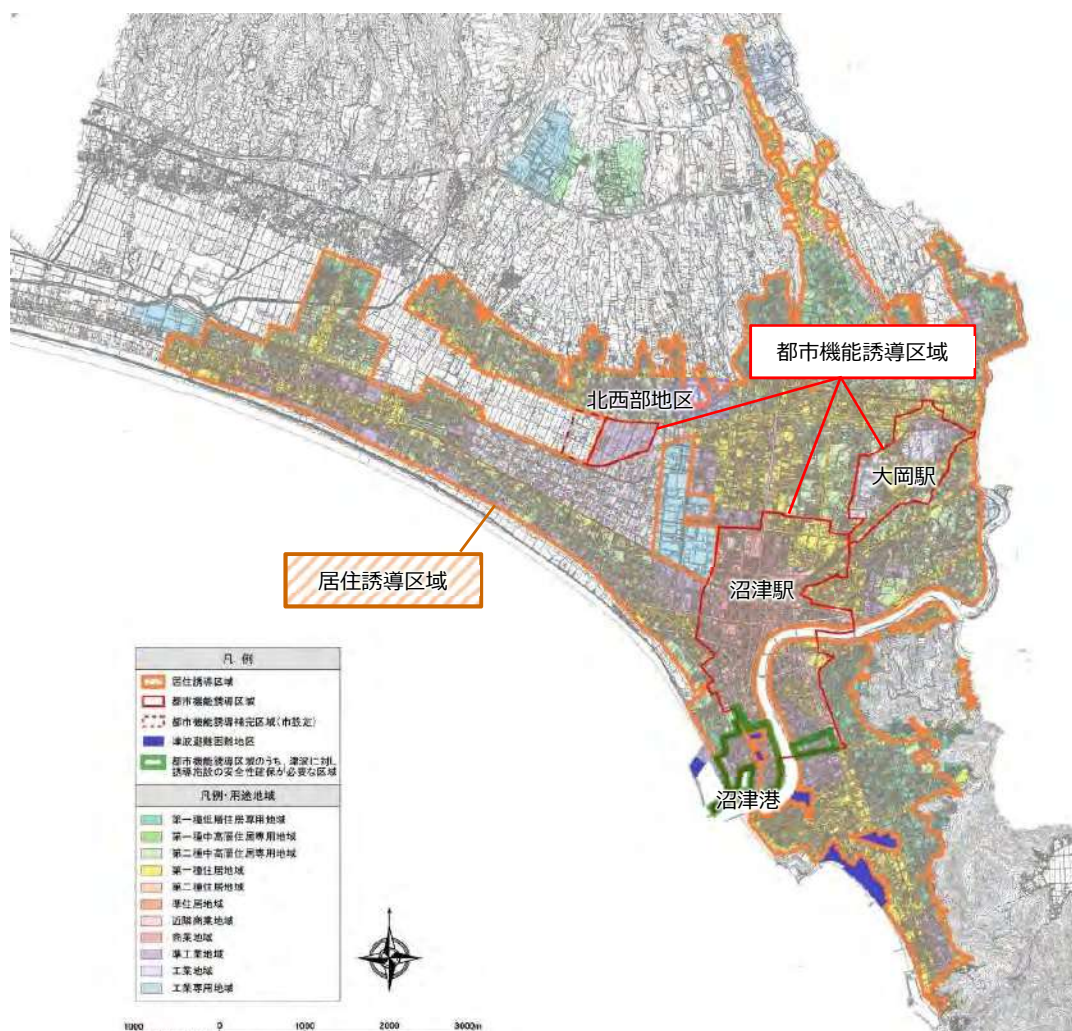 都市機能誘導区域
北西部地区
大岡駅
沼津駅
居住誘導区域
沼津港
凡 例
居住誘導区域
都市機能誘導区域
都市機能誘導補完区域(市設定)
津波避難困難地区
都市機能誘導区域のうち、津波に対し
誘導施設の安全性確保が必要な区域
凡例・用途地域
第一種低層住居専用地域
第一種中高層住居専用地域
第二種中高層住居専用地域
第一種住居地域
第二種住居地域
準住居地域
近隣商業地域
商業地域
準工業地域
工業地域
工業専用地域
1000 0 1000 2000 3000m